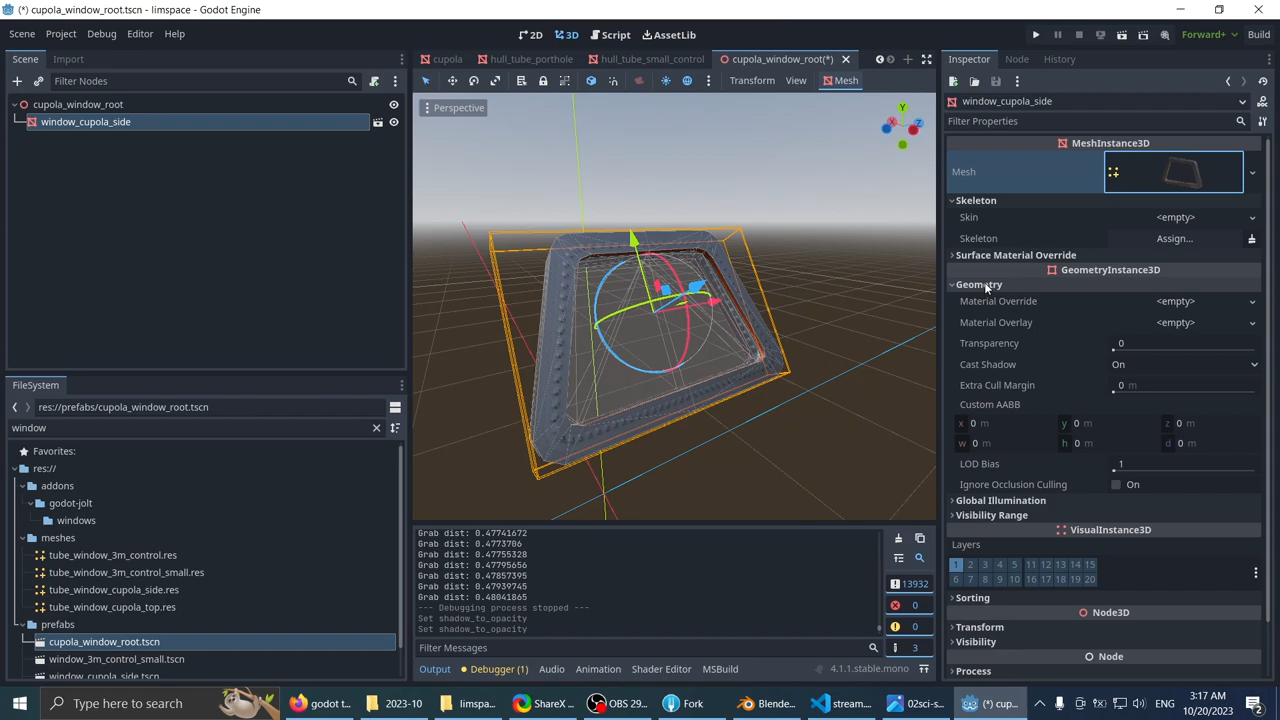 (*) cupola_window_root.tscn - limspace - Godot Engine
Scene Project Debug Editor Help
2D 3D Script AssetLib
Forward+ Build
Scene Import
Filter Nodes
cupola_window_root
window_cupola_side
FileSystem
res://prefabs/cupola_window_root.tscn
window
Favorites:
res://
addons
godot-jolt
windows
meshes
tube_window_3m_control.res
tube_window_3m_control_small.res
tube_window_cupola_side.res
tube_window_cupola_top.res
prefabs
cupola_window_root.tscn
window_3m_control_small.tscn
window_cupola_side.tscn
cupola hull_tube_porthole hull_tube_small_control cupola_window_root(*)
Transform View Mesh
Perspective
Y
X Z
Grab dist: 0.47741672
Grab dist: 0.4773706
Grab dist: 0.47755328
Grab dist: 0.47795656
Grab dist: 0.47857395
Grab dist: 0.47939745
Grab dist: 0.48041865
--- Debugging process stopped ---
Set shadow_to_opacity
Set shadow_to_opacity
13932
0
0
3
Filter Messages
Output Debugger (1) Audio Animation Shader Editor MSBuild 4.1.1.stable.mono
Inspector Node History
window_cupola_side
Filter Properties
MeshInstance3D
Mesh
Skeleton
Skin <empty>
Skeleton Assign...
Surface Material Override
GeometryInstance3D
Geometry
Material Override <empty>
Material Overlay <empty>
Transparency 0
Cast Shadow On
Extra Cull Margin 0 m
Custom AABB
x 0 m y 0 m z 0 m
w 0 m h 0 m d 0 m
LOD Bias 1
Ignore Occlusion Culling On
Global Illumination
Visibility Range
VisualInstance3D
Layers
1 2 3 4 5 11 12 13 14 15
6 7 8 9 10 16 17 18 19 20
Sorting
Node3D
Transform
Visibility
Node
Process
Type here to search
godot t... 2023-10 limspa... ShareX ... OBS 29... Fork Blende... stream.... 02sci-s... (*) cup...
ENG
3:17 AM
10/20/2023
2